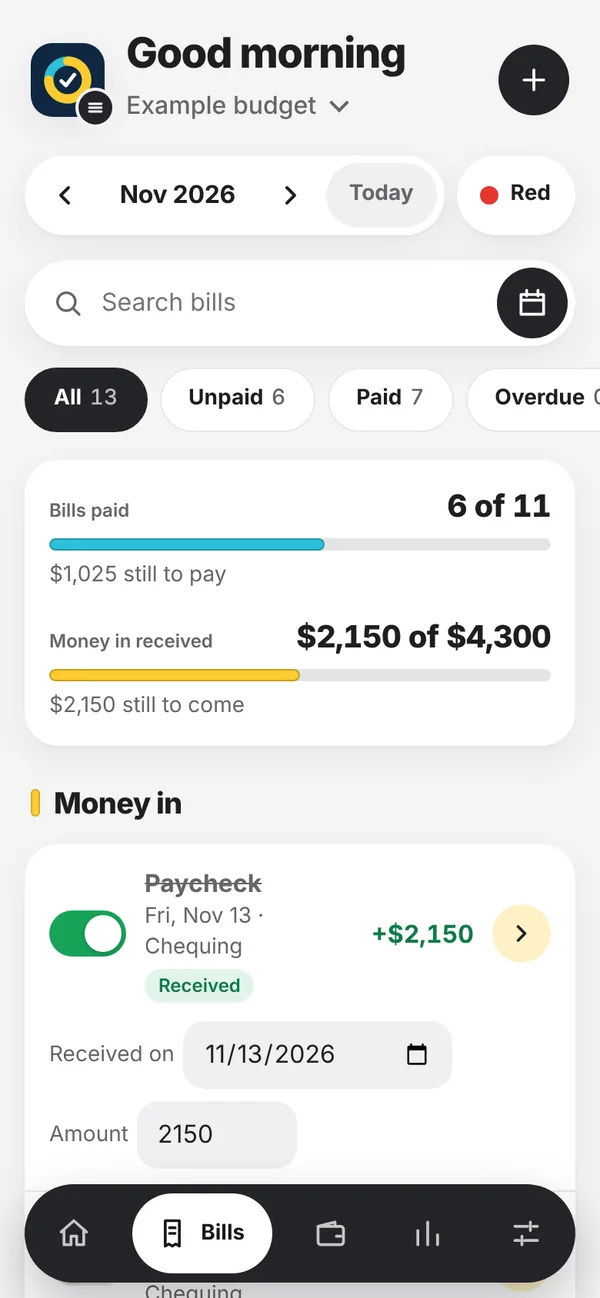 Good morning
Example budget
Nov 2026
Today
Red
Search bills
All 13
Unpaid 6
Paid 7
Overdue
Bills paid
6 of 11
$1,025 still to pay
Money in received
$2,150 of $4,300
$2,150 still to come
Money in
Paycheck
Fri, Nov 13 ·
Chequing
+$2,150
Received
Received on
11/13/2026
Amount
2150
Bills
Chequing